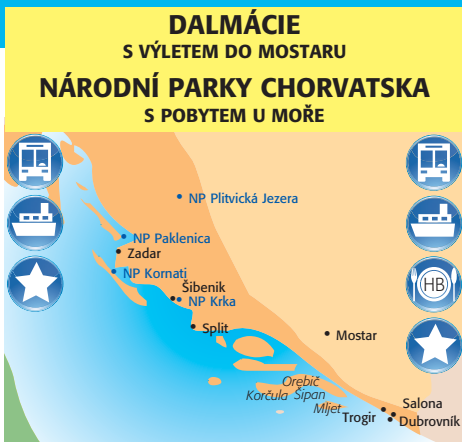 DALMÁCIE
S VÝLETEM DO MOSTARU
NÁRODNÍ PARKY CHORVATSKA
S POBYTEM U MOŘE
NP Plitvická Jezera
NP Paklenica
Zadar
NP Kornati
Šibenik
NP Krka
HB
Split
Mostar
Orebič
Korčula Šipan
Mljet
Salona
Trogir
Dubrovník